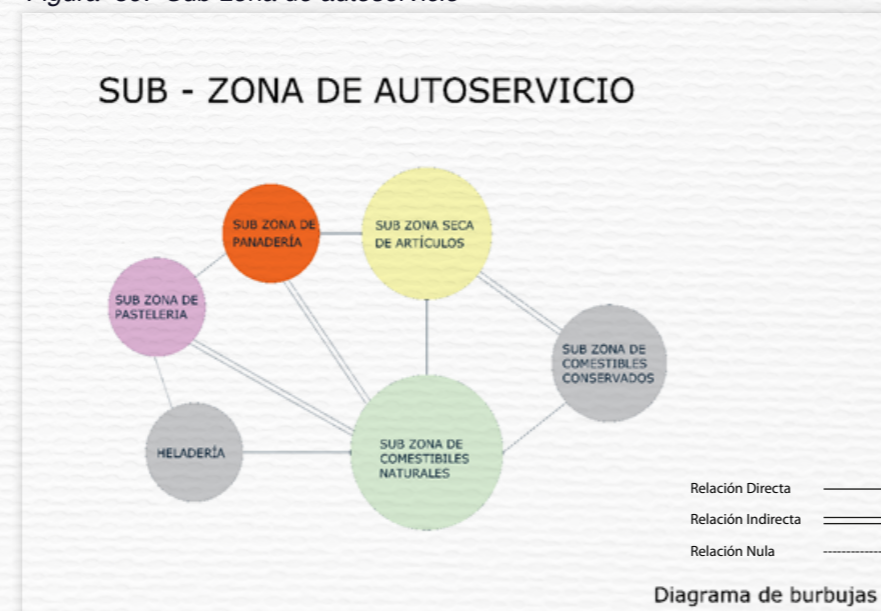 SUB - ZONA DE AUTOSERVICIO
SUB ZONA DE
PANADERÍA
SUB ZONA SECA
DE ARTÍCULOS
SUB ZONA DE
PASTELERIA
SUB ZONA DE
COMESTIBLES
CONSERVADOS
HELADERÍA
SUB ZONA DE
COMESTIBILES
NATURALES
Relación Directa
Relación Indirecta
Relación Nula
Diagrama de burbujas